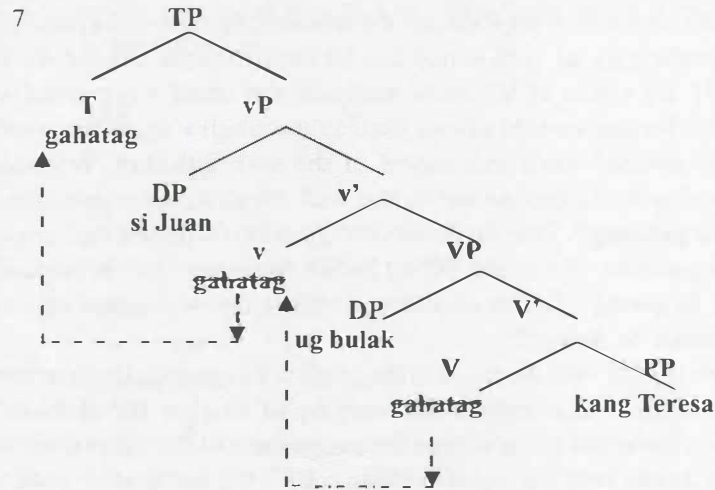 7
TP
T vP
gahatag
DP v’
si Juan
v VP
gahatag
DP V’
ug bulak
V PP
gahatag kang Teresa